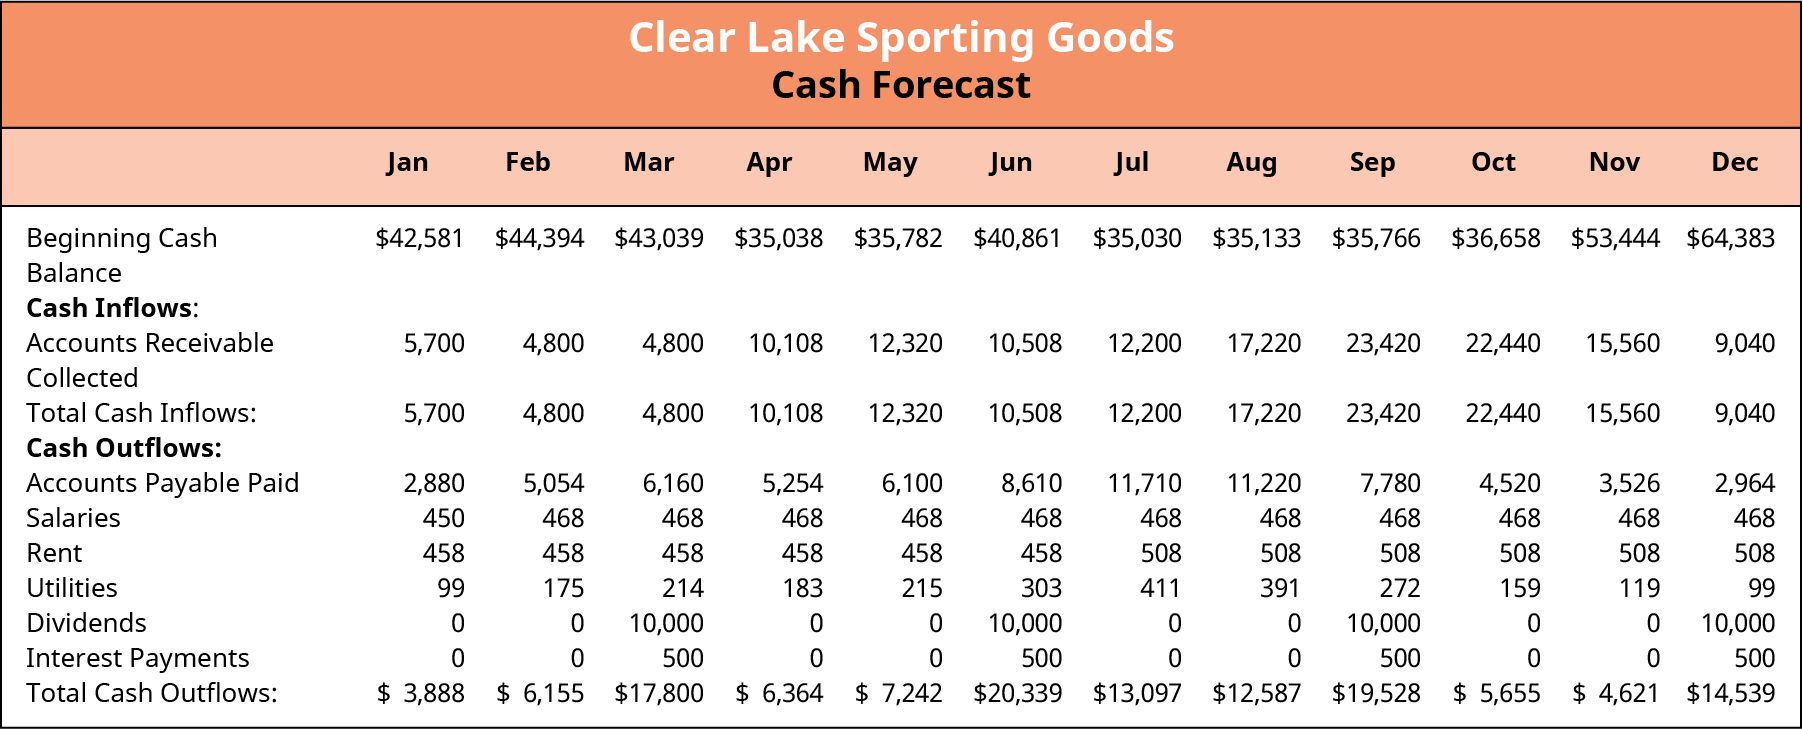 Clear Lake Sporting Goods
Cash Forecast
Jan Feb Mar Apr May Jun Jul Aug Sep Oct Nov Dec
Beginning Cash $42,581 $44,394 $43,039 $35,038 $35,782 $40,861 $35,030 $35,133 $35,766 $36,658 $53,444 $64,383
Balance
Cash Inflows:
Accounts Receivable 5,700 4,800 4,800 10,108 12,320 10,508 12,200 17,220 23,420 22,440 15,560 9,040
Collected
Total Cash Inflows: 5,700 4,800 4,800 10,108 12,320 10,508 12,200 17,220 23,420 22,440 15,560 9,040
Cash Outflows:
Accounts Payable Paid 2,880 5,054 6,160 5,254 6,100 8,610 11,710 11,220 7,780 4,520 3,526 2,964
Salaries 450 468 468 468 468 468 468 468 468 468 468 468
Rent 458 458 458 458 458 458 508 508 508 508 508 508
Utilities 99 175 214 183 215 303 411 391 272 159 119 99
Dividends 0 0 10,000 0 0 10,000 0 0 10,000 0 0 10,000
Interest Payments 0 0 500 0 0 500 0 0 500 0 0 500
Total Cash Outflows: $ 3,888 $ 6,155 $17,800 $ 6,364 $ 7,242 $20,339 $13,097 $12,587 $19,528 $ 5,655 $ 4,621 $14,539